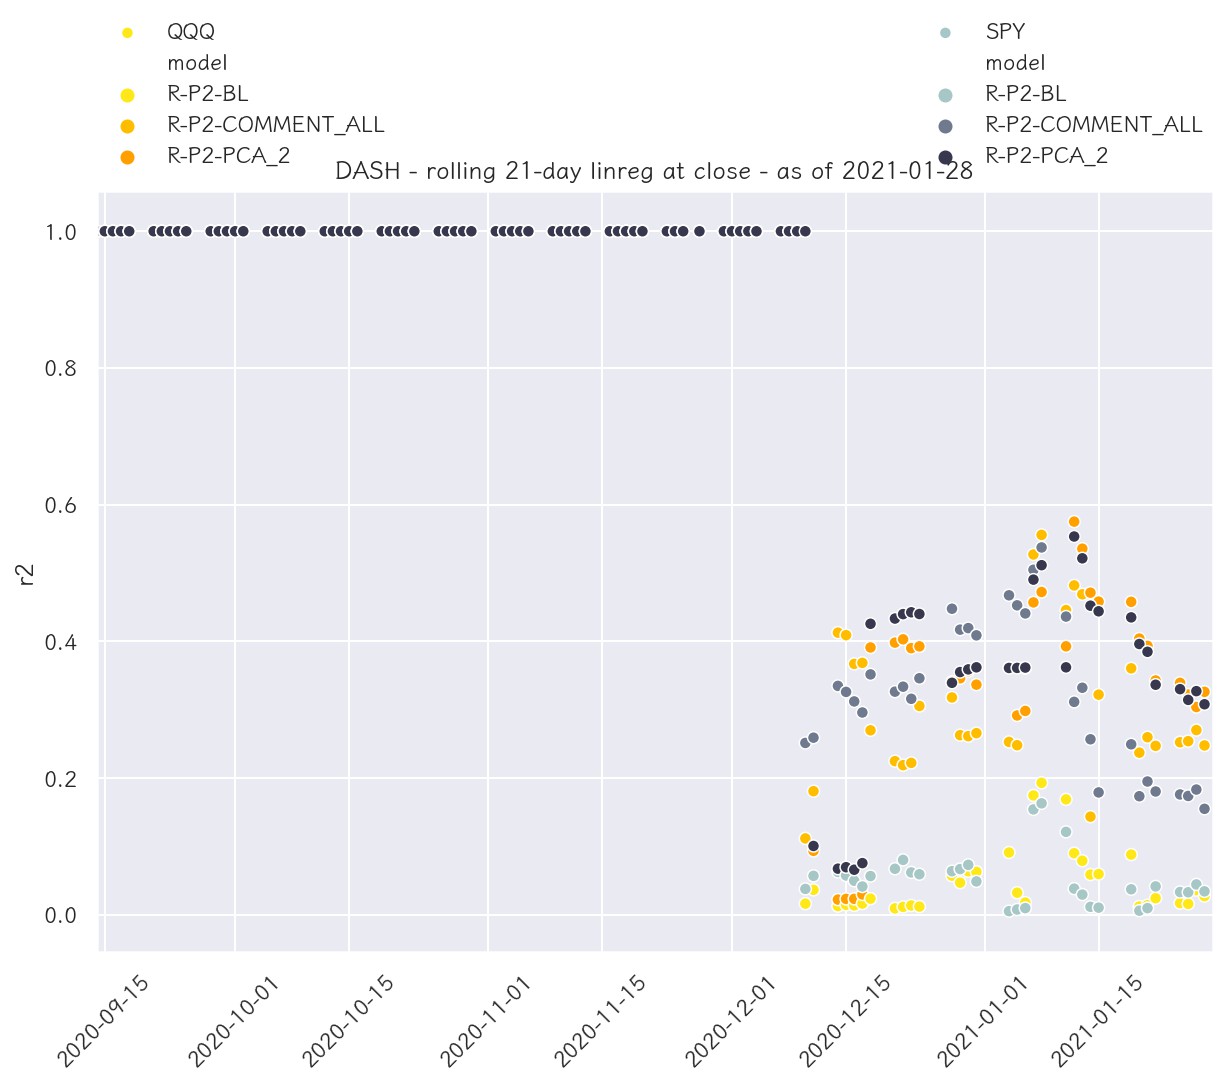 QQQ
model
R-P2-BL
R-P2-COMMENT_ALL
R-P2-PCA_2
SPY
model
R-P2-BL
R-P2-COMMENT_ALL
R-P2-PCA_2
DASH - rolling 21-day linreg at close - as of 2021-01-28
1.0
0.8
0.6
0.4
0.2
0.0
r2
2020-09-15
2020-10-01
2020-10-15
2020-11-01
2020-11-15
2020-12-01
2020-12-15
2021-01-01
2021-01-15